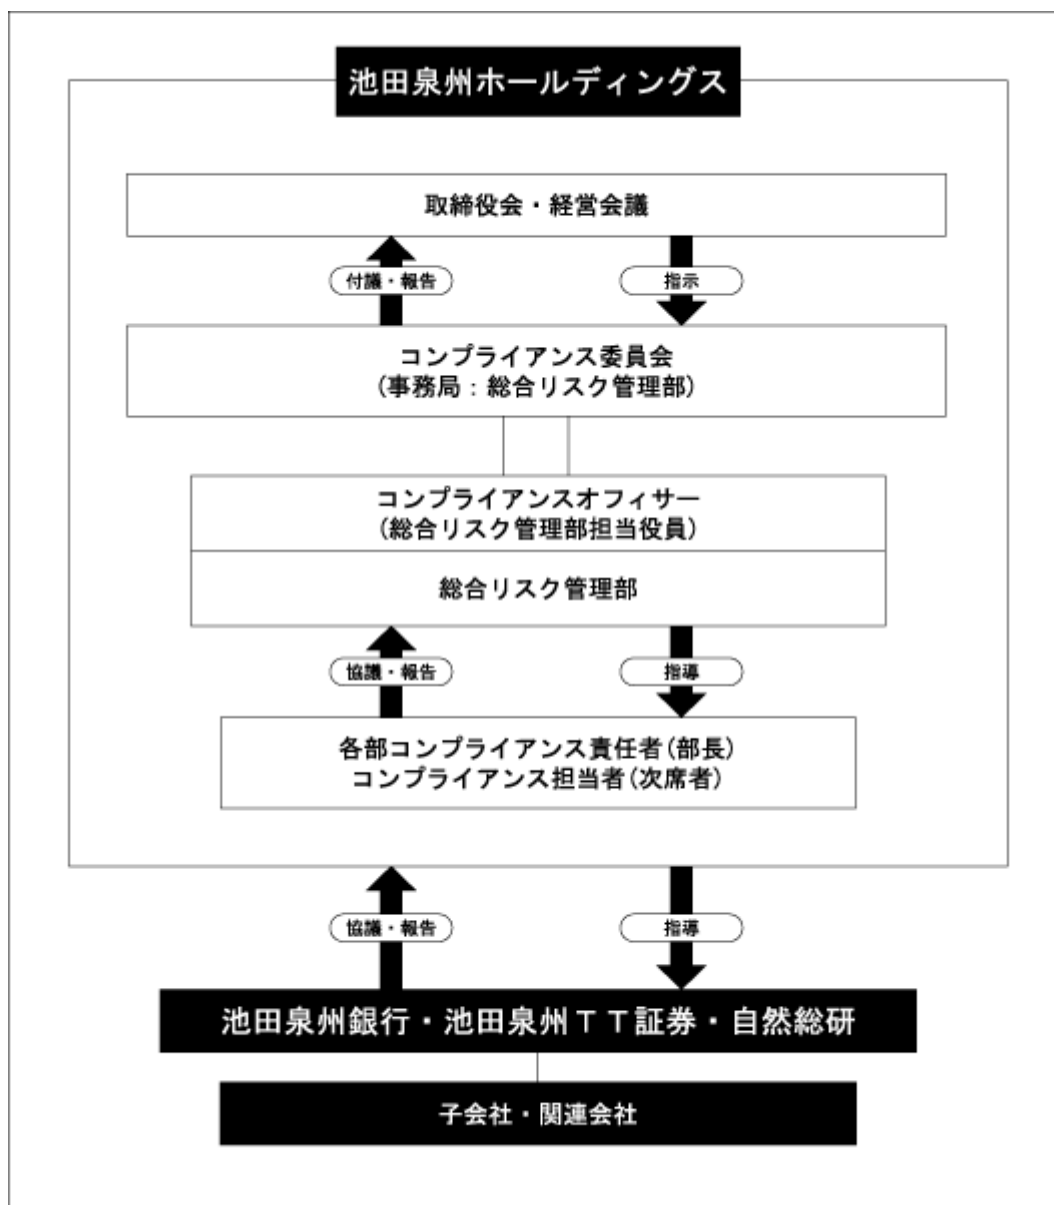 池田泉州ホールディングス
取締役会・経営会議
付議・報告
指示
コンプライアンス委員会
(事務局：総合リスク管理部)
コンプライアンスオフィサー
(総合リスク管理部担当役員)
総合リスク管理部
協議・報告
指導
各部コンプライアンス責任者(部長)
コンプライアンス担当者(次席者)
協議・報告
指導
池田泉州銀行・池田泉州ＴＴ証券・自然総研
子会社・関連会社